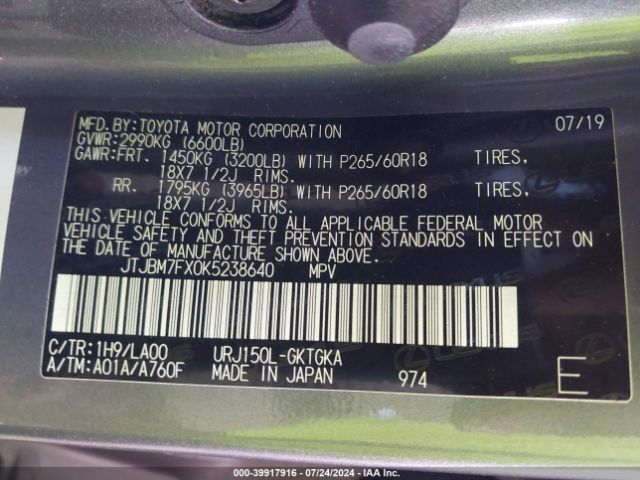 MFD.BY:TOYOTA MOTOR CORPORATION 07/19
GVWR:2990KG (6600LB)
GAWR:FRT. 1450KG (3200LB) WITH P265/60R18 TIRES,
18X7 1/2J RIMS.
RR. 1795KG (3965LB) WITH P265/60R18 TIRES,
18X7 1/2J RIMS.
THIS VEHICLE CONFORMS TO ALL APPLICABLE FEDERAL MOTOR
VEHICLE SAFETY AND THEFT PREVENTION STANDARDS IN EFFECT ON
THE DATE OF MANUFACTURE SHOWN ABOVE.
JTJBM7FX0K5238640 MPV
C/TR:1H9/LA00 URJ150L-GKTGKA
A/TM:A01A/A760F MADE IN JAPAN 974 E
000-39917916 - 07/24/2024 - IAA Inc.